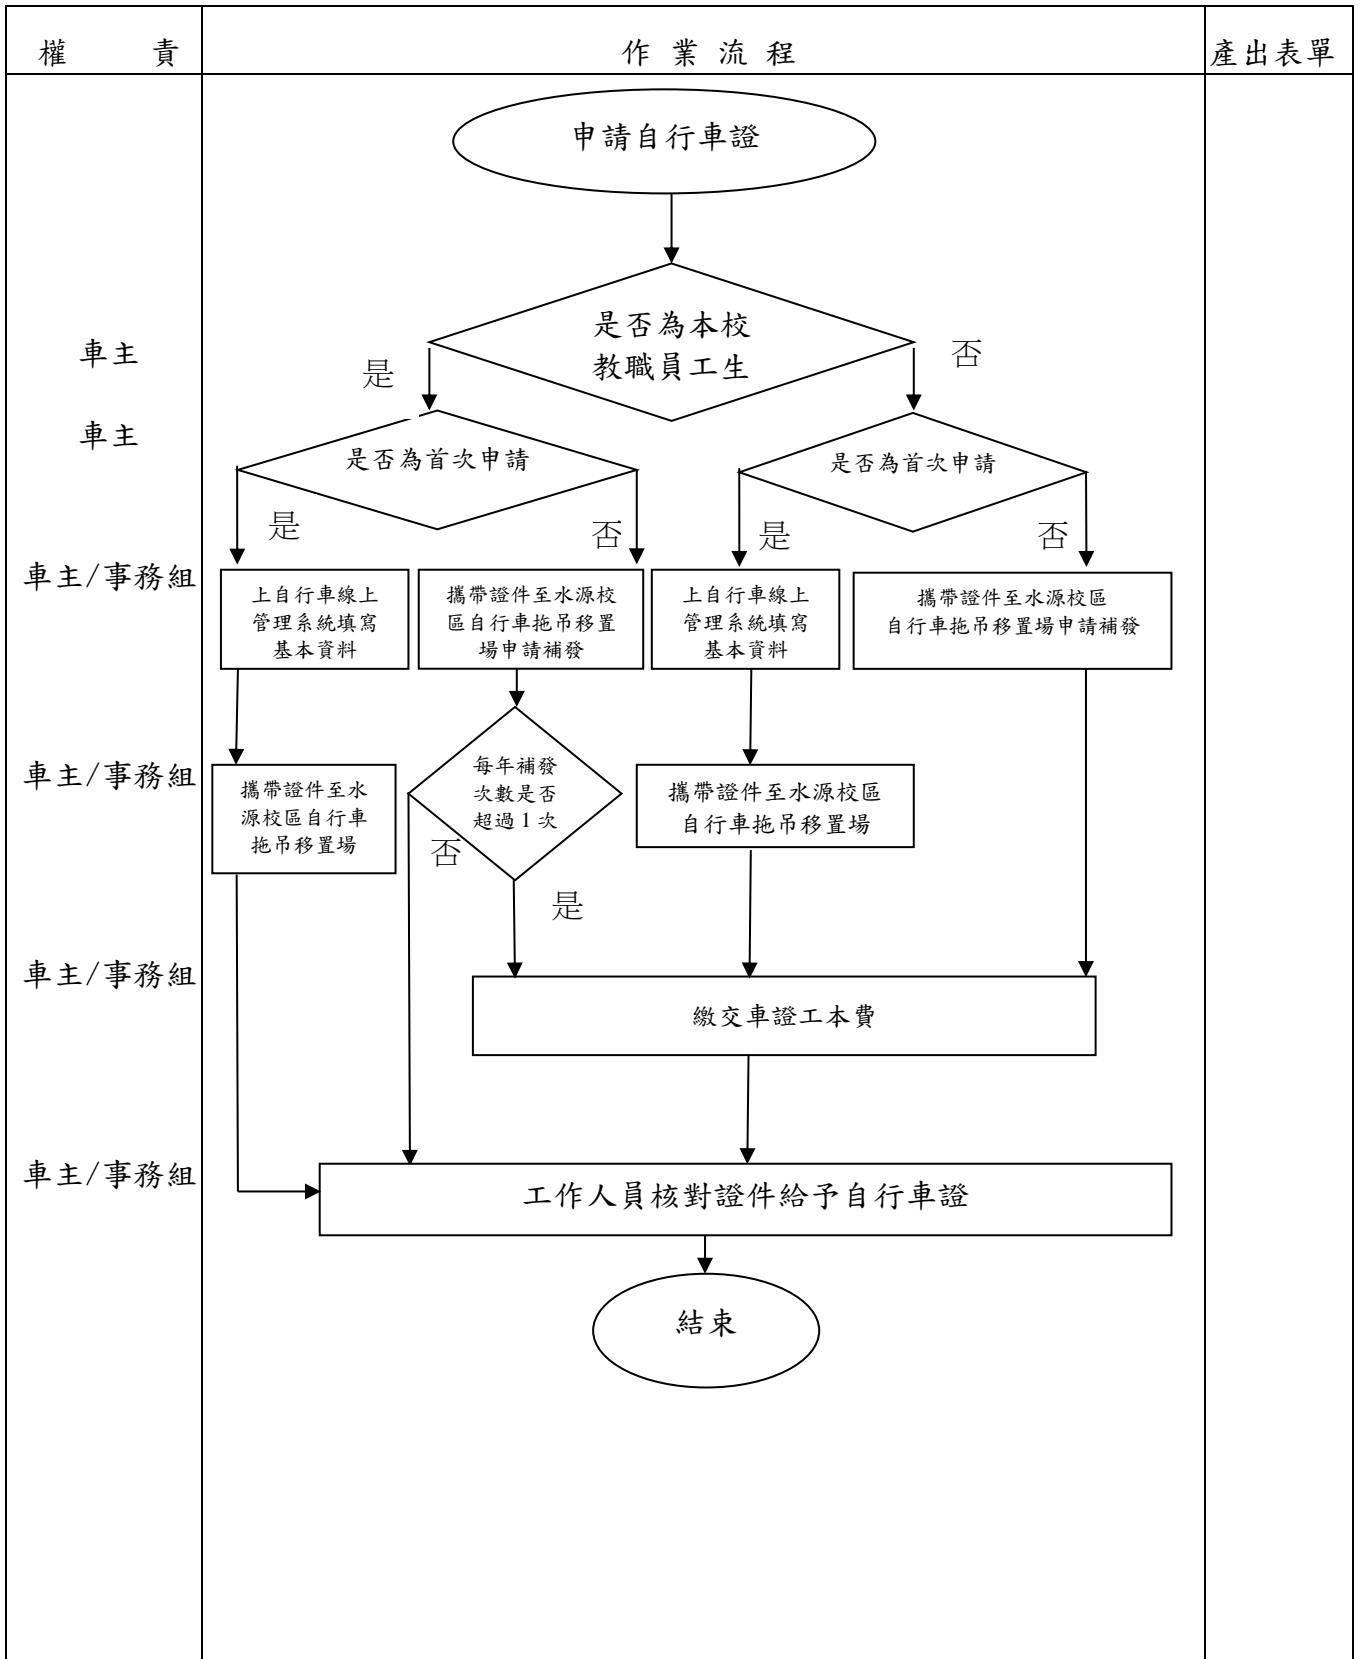 權 責
作 業 流 程
產出表單
申請自行車證
車主
是否為本校
教職員工生
是
否
車主
是否為首次申請
是否為首次申請
是
否
是
否
車主/事務組
上自行車線上
管理系統填寫
基本資料
攜帶證件至水源校
區自行車拖吊移置
場申請補發
上自行車線上
管理系統填寫
基本資料
攜帶證件至水源校區
自行車拖吊移置場申請補發
車主/事務組
攜帶證件至水
源校區自行車
拖吊移置場
每年補發
次數是否
超過 1 次
攜帶證件至水源校區
自行車拖吊移置場
否
是
車主/事務組
繳交車證工本費
車主/事務組
工作人員核對證件給予自行車證
結束